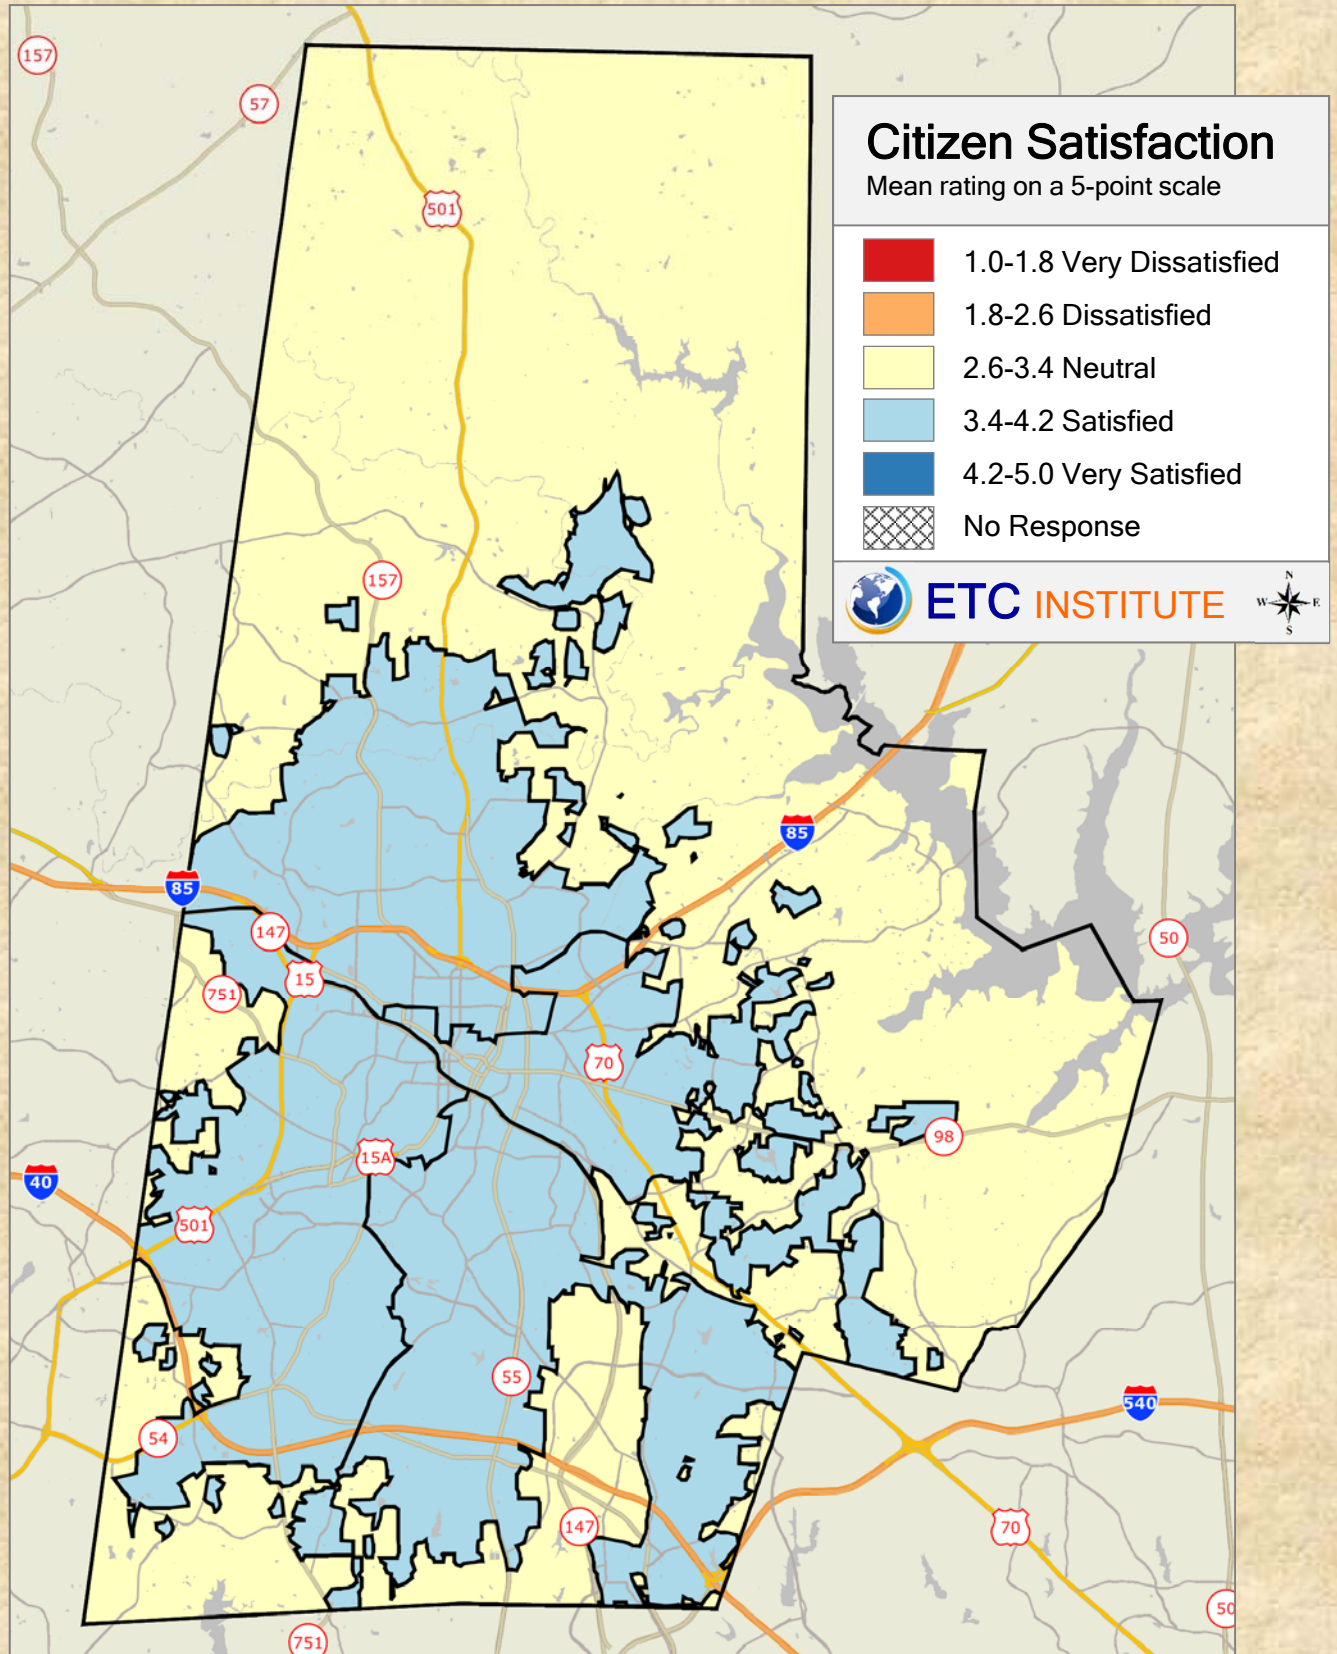 157
57
501
Citizen Satisfaction
Mean rating on a 5-point scale
1.0-1.8 Very Dissatisfied
1.8-2.6 Dissatisfied
2.6-3.4 Neutral
3.4-4.2 Satisfied
4.2-5.0 Very Satisfied
No Response
ETC INSTITUTE
N
W
E
S
157
85
85
147
50
15
751
70
98
15A
40
501
55
540
54
147
70
50
751